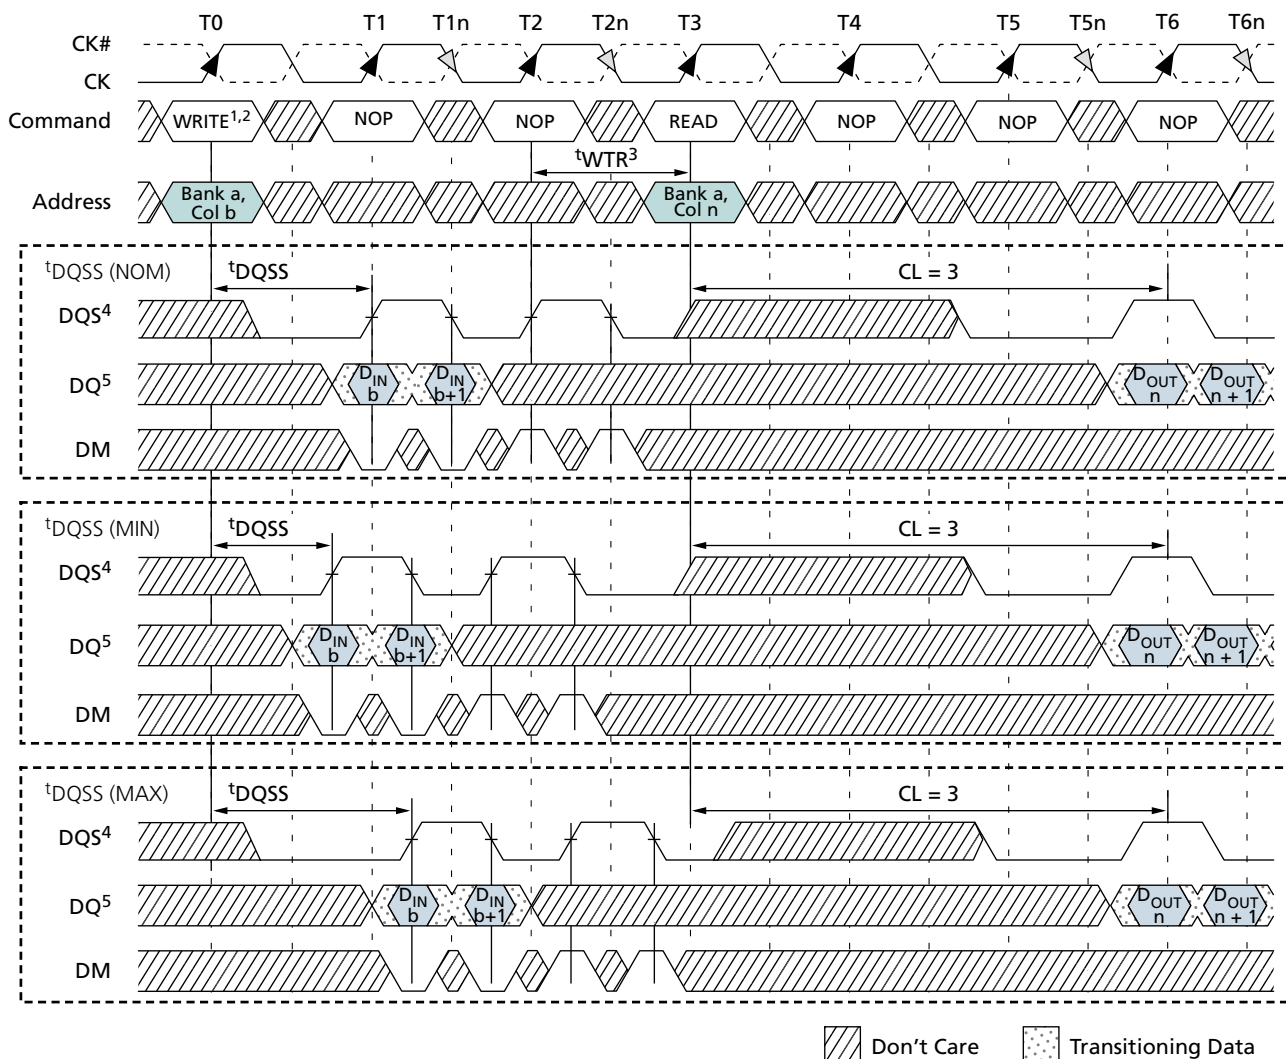 T0 T1 T1n T2 T2n T3 T4 T5 T5n T6 T6n
CK#
CK
Command WRITE1,2 NOP NOP READ NOP NOP NOP
tWTR3
Address Bank a, Col b Bank a, Col n
tDQSS (NOM) tDQSS CL = 3
DQS4
DQ5 DIN b DIN b+1 DOUT n DOUT n + 1
DM
tDQSS (MIN) tDQSS CL = 3
DQS4
DQ5 DIN b DIN b+1 DOUT n DOUT n + 1
DM
tDQSS (MAX) tDQSS CL = 3
DQS4
DQ5 DIN b DIN b+1 DOUT n DOUT n + 1
DM
Don't Care Transitioning Data